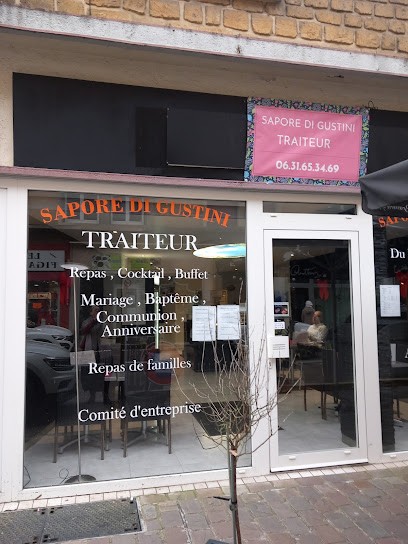 SAPORE DI GUSTINI
TRAITEUR
06.31.65.34.69
SAPORE DI GUSTINI
TRAITEUR
Repas , Cocktail , Buffet
Mariage , Baptême ,
Communion ,
Anniversaire
Repas de familles
Comité d'entreprise
Du